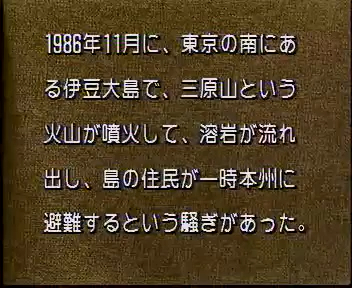 1986年11月に、東京の南にあ
る伊豆大島で、三原山という
火山が噴火して、溶岩が流れ
出し、島の住民が一時本州に
避難するという騒ぎがあった。